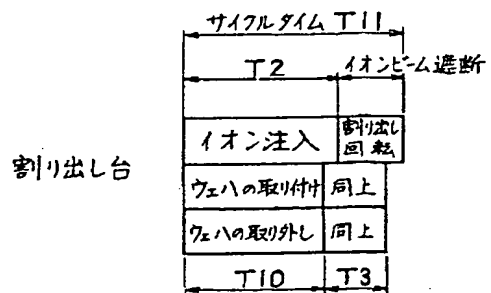 サイクルタイム T11
T2 イオンビーム遮断
イオン注入 割り出し回転
割り出し台
ウェハの取り付け 同上
ウェハの取り外し 同上
T10 T3